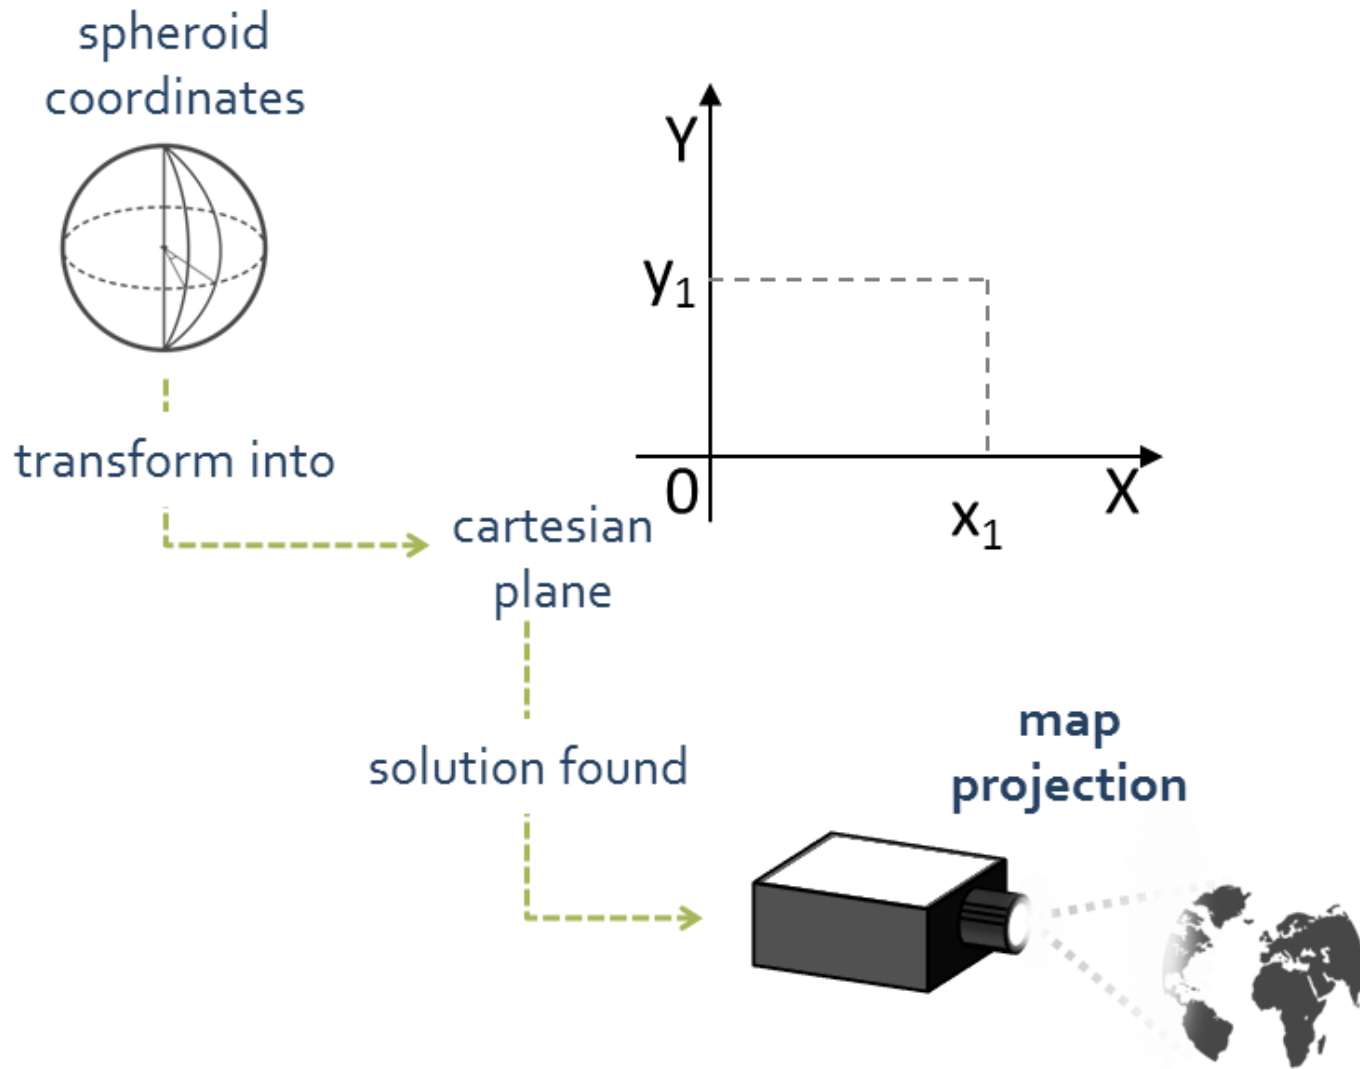 spheroid
coordinates
Y
y₁
0
X
x₁
transform into
cartesian
plane
solution found
map
projection